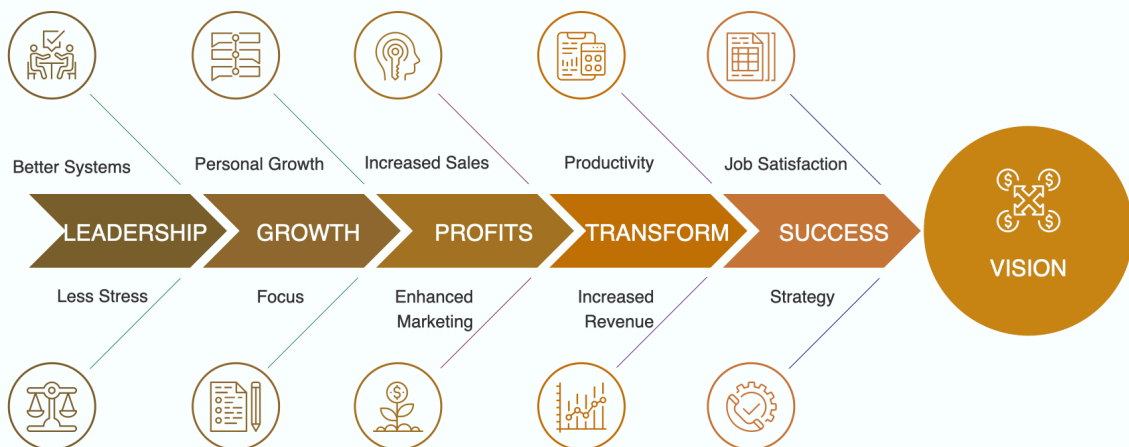 Better Systems
Personal Growth
Increased Sales
Productivity
Job Satisfaction
LEADERSHIP
GROWTH
PROFITS
TRANSFORM
SUCCESS
VISION
Less Stress
Focus
Enhanced
Marketing
Increased
Revenue
Strategy